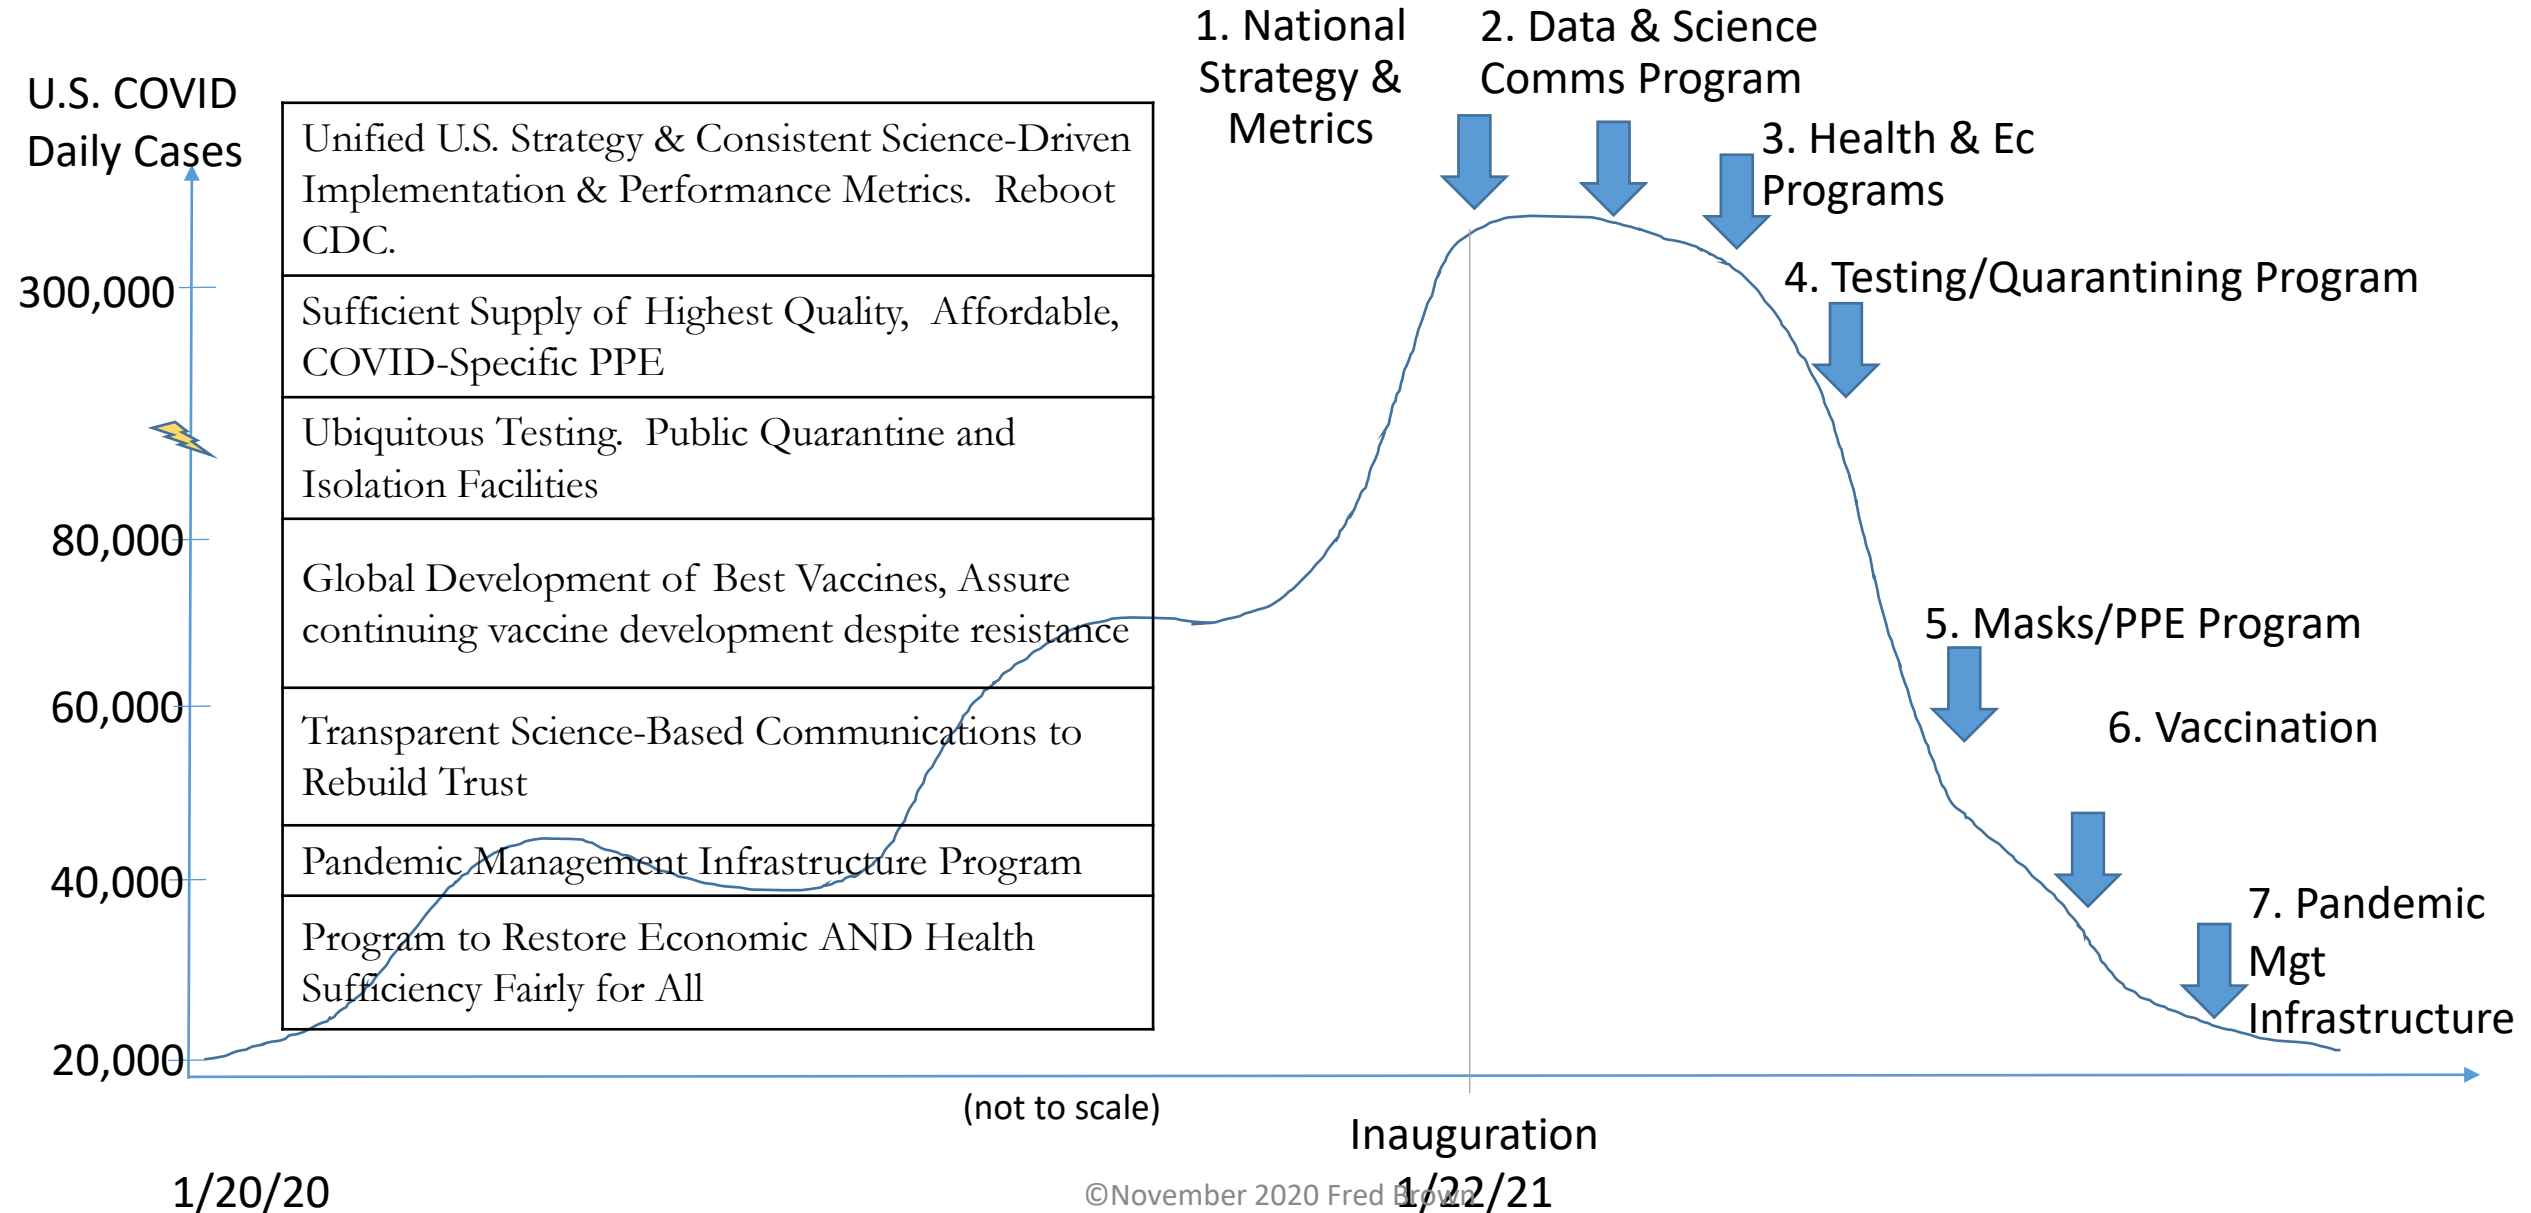 1. National
Strategy &
Metrics
2. Data & Science
Comms Program
U.S. COVID
Daily Cases
3. Health & Ec
Programs
4. Testing/Quarantining Program
5. Masks/PPE Program
6. Vaccination
7. Pandemic
Mgt
Infrastructure
300,000
80,000
60,000
40,000
20,000
Unified U.S. Strategy & Consistent Science-Driven
Implementation & Performance Metrics. Reboot
CDC.
Sufficient Supply of Highest Quality, Affordable,
COVID-Specific PPE
Ubiquitous Testing. Public Quarantine and
Isolation Facilities
Global Development of Best Vaccines, Assure
continuing vaccine development despite resistance
Transparent Science-Based Communications to
Rebuild Trust
Pandemic Management Infrastructure Program
Program to Restore Economic AND Health
Sufficiency Fairly for All
(not to scale)
Inauguration
1/22/21
1/20/20
©November 2020 Fred Brown